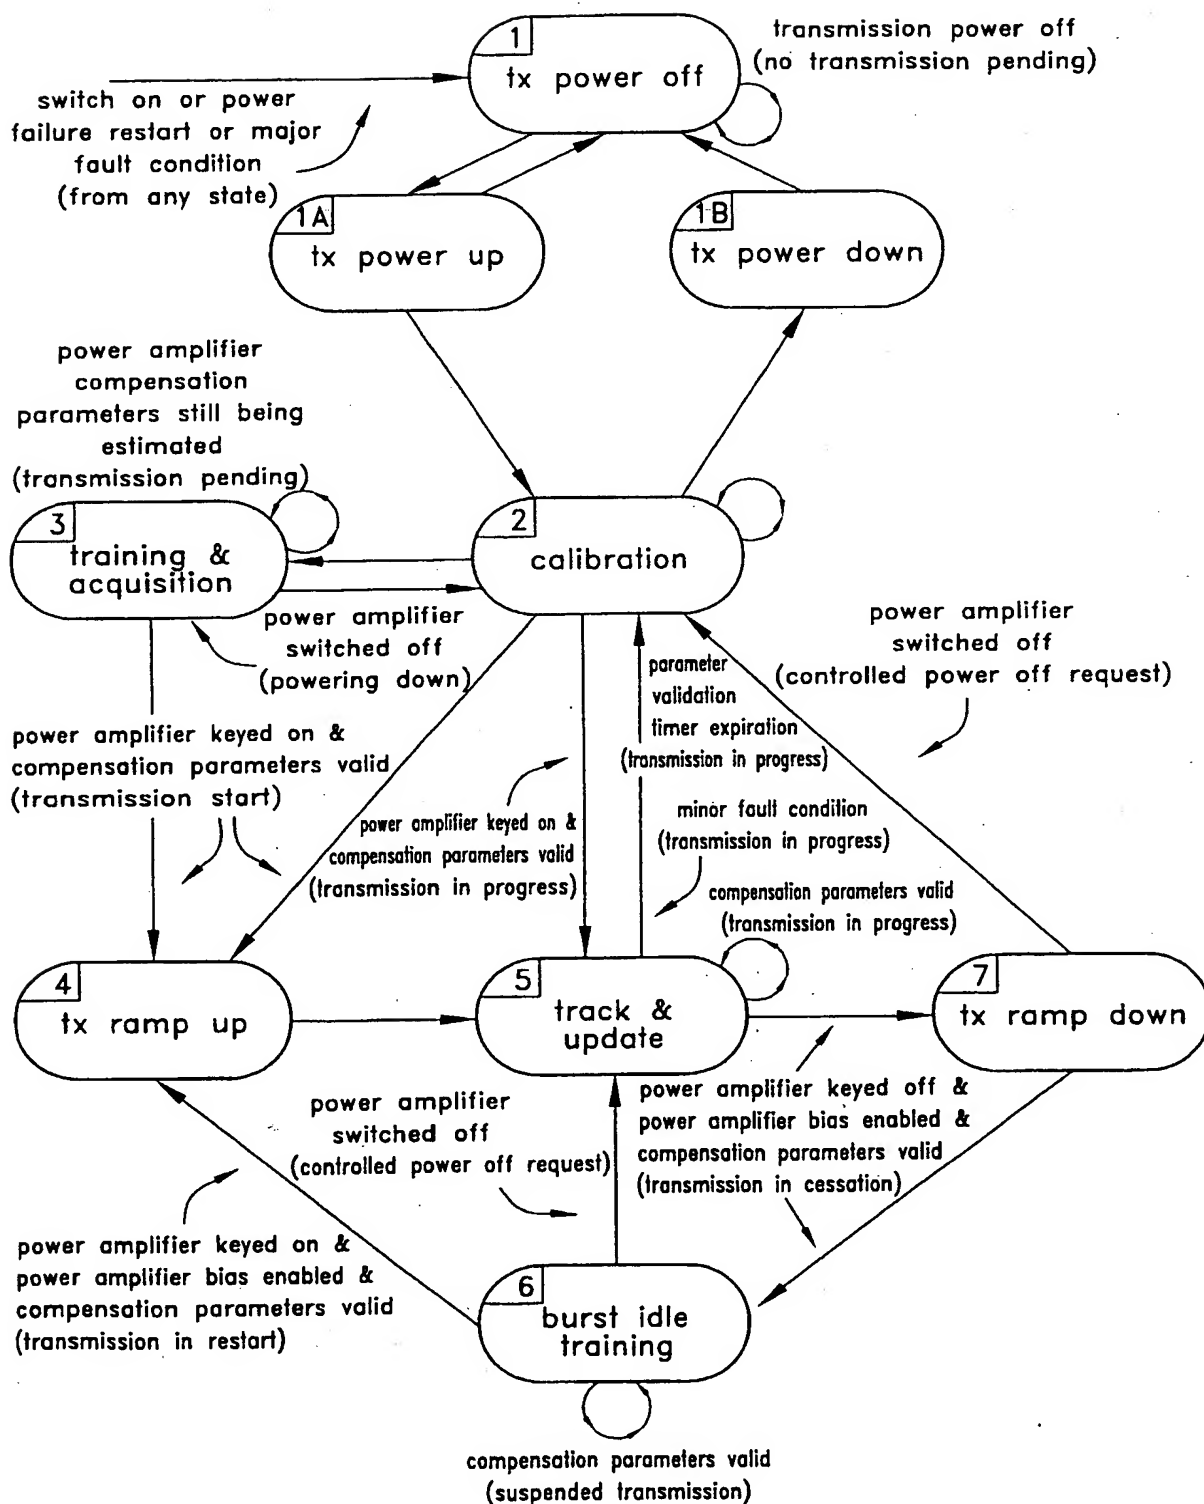 1
tx power off
transmission power off
(no transmission pending)
switch on or power
failure restart or major
fault condition
(from any state)
1A
tx power up
1B
tx power down
power amplifier
compensation
parameters still being
estimated
(transmission pending)
3
training &
acquisition
2
calibration
power amplifier
switched off
(powering down)
parameter
validation
timer expiration
(transmission in progress)
power amplifier
switched off
(controlled power off request)
power amplifier keyed on &
compensation parameters valid
(transmission start)
power amplifier keyed on &
compensation parameters valid
(transmission in progress)
minor fault condition
(transmission in progress)
compensation parameters valid
(transmission in progress)
4
tx ramp up
5
track &
update
7
tx ramp down
power amplifier
switched off
(controlled power off request)
power amplifier keyed off &
power amplifier bias enabled &
compensation parameters valid
(transmission in cessation)
power amplifier keyed on &
power amplifier bias enabled &
compensation parameters valid
(transmission in restart)
6
burst idle
training
compensation parameters valid
(suspended transmission)